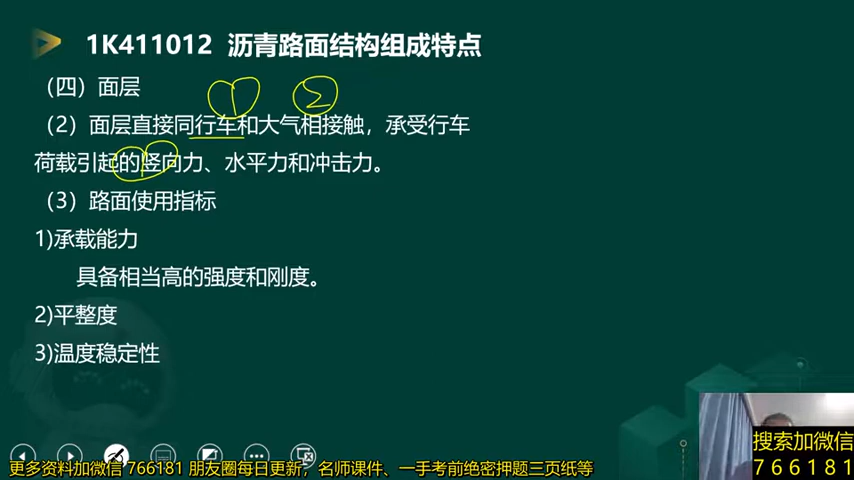 1K411012 沥青路面结构组成特点
（四）面层
1 2
（2）面层直接同行车和大气相接触，承受行车
荷载引起的竖向力、水平力和冲击力。
（3）路面使用指标
1)承载能力
具备相当高的强度和刚度。
2)平整度
3)温度稳定性
搜索加微信
766181
更多资料加微信 766181 朋友圈每日更新，名师课件、一手考前绝密押题三页纸等